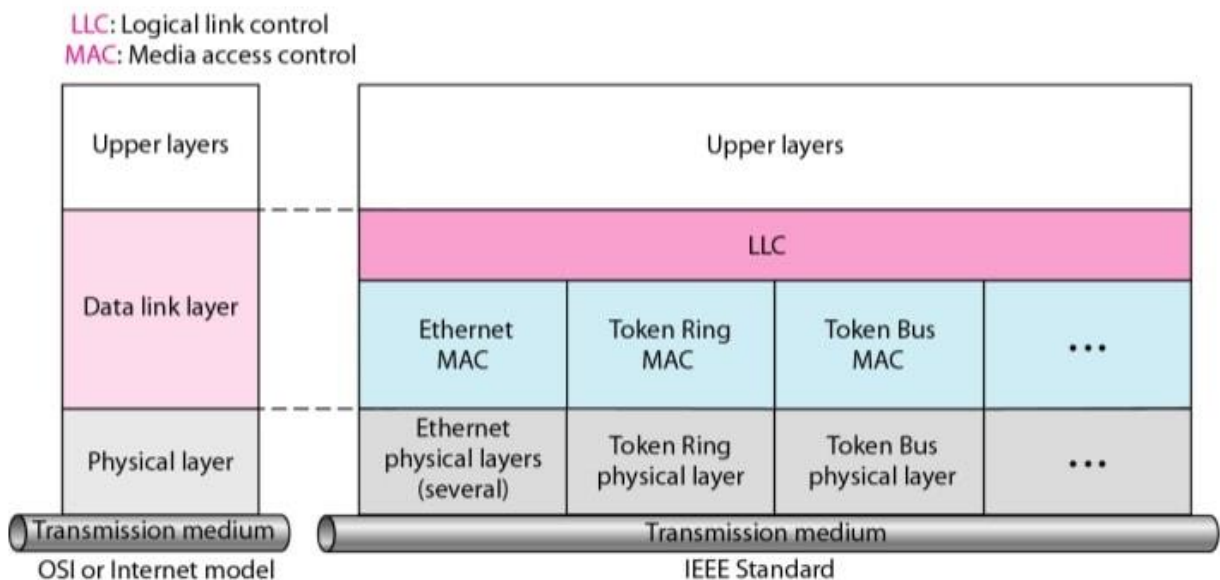 LLC: Logical link control
MAC: Media access control
Upper layers
Data link layer
Physical layer
Transmission medium
OSI or Internet model
Upper layers
LLC
Ethernet
MAC
Token Ring
MAC
Token Bus
MAC
•••
Ethernet
physical layers
(several)
Token Ring
physical layer
Token Bus
physical layer
•••
Transmission medium
IEEE Standard